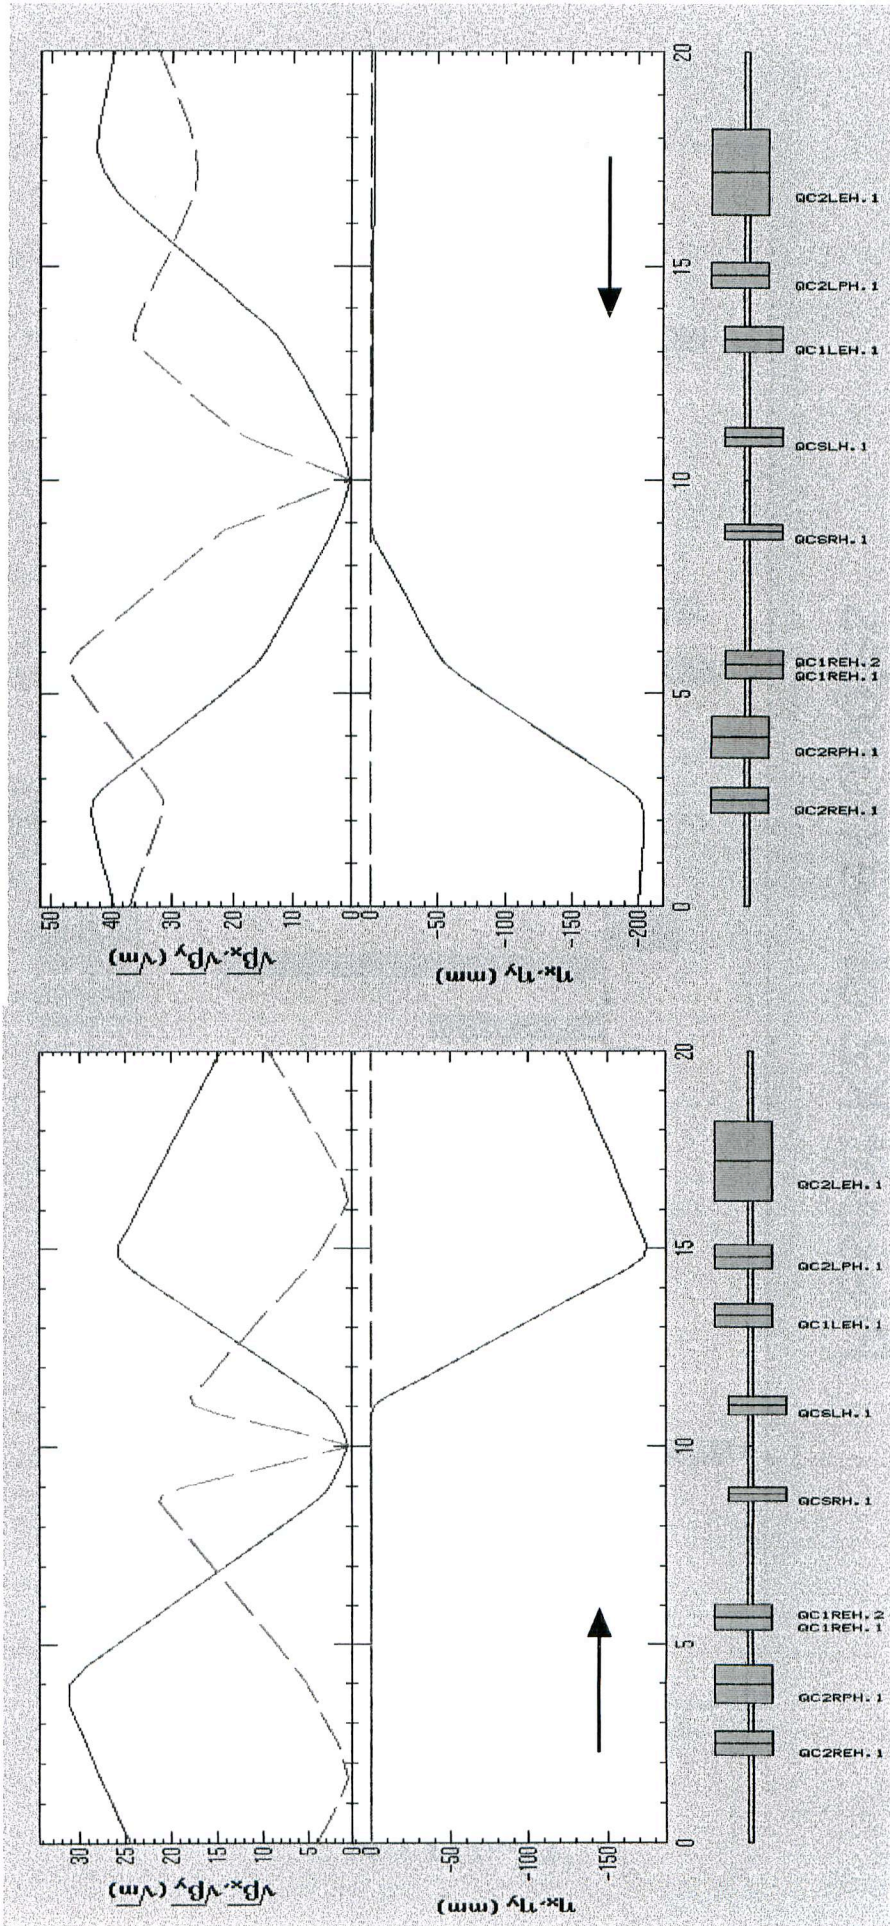 20
15
10
5
0
QC2LEH.1
QC2LPH.1
QC1LEH.1
QCSLH.1
QCSRH.1
QC1REH.2
QC1REH.1
QC2RPH.1
QC2REH.1
50 40 30 20 10 0
0 -50 -100 -150 -200
√βx,√βy (√m)
ηx,ηy (mm)
20
15
10
5
0
QC2LEH.1
QC2LPH.1
QC1LEH.1
QCSLH.1
QCSRH.1
QC1REH.2
QC1REH.1
QC2RPH.1
QC2REH.1
30 25 20 15 10 5 0
0 -50 -100 -150
√βx,√βy (√m)
ηx,ηy (mm)